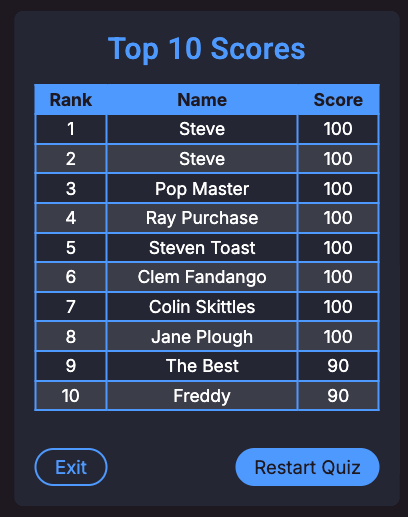 Top 10 Scores
Rank Name Score
1 Steve 100
2 Steve 100
3 Pop Master 100
4 Ray Purchase 100
5 Steven Toast 100
6 Clem Fandango 100
7 Colin Skittles 100
8 Jane Plough 100
9 The Best 90
10 Freddy 90
Exit Restart Quiz